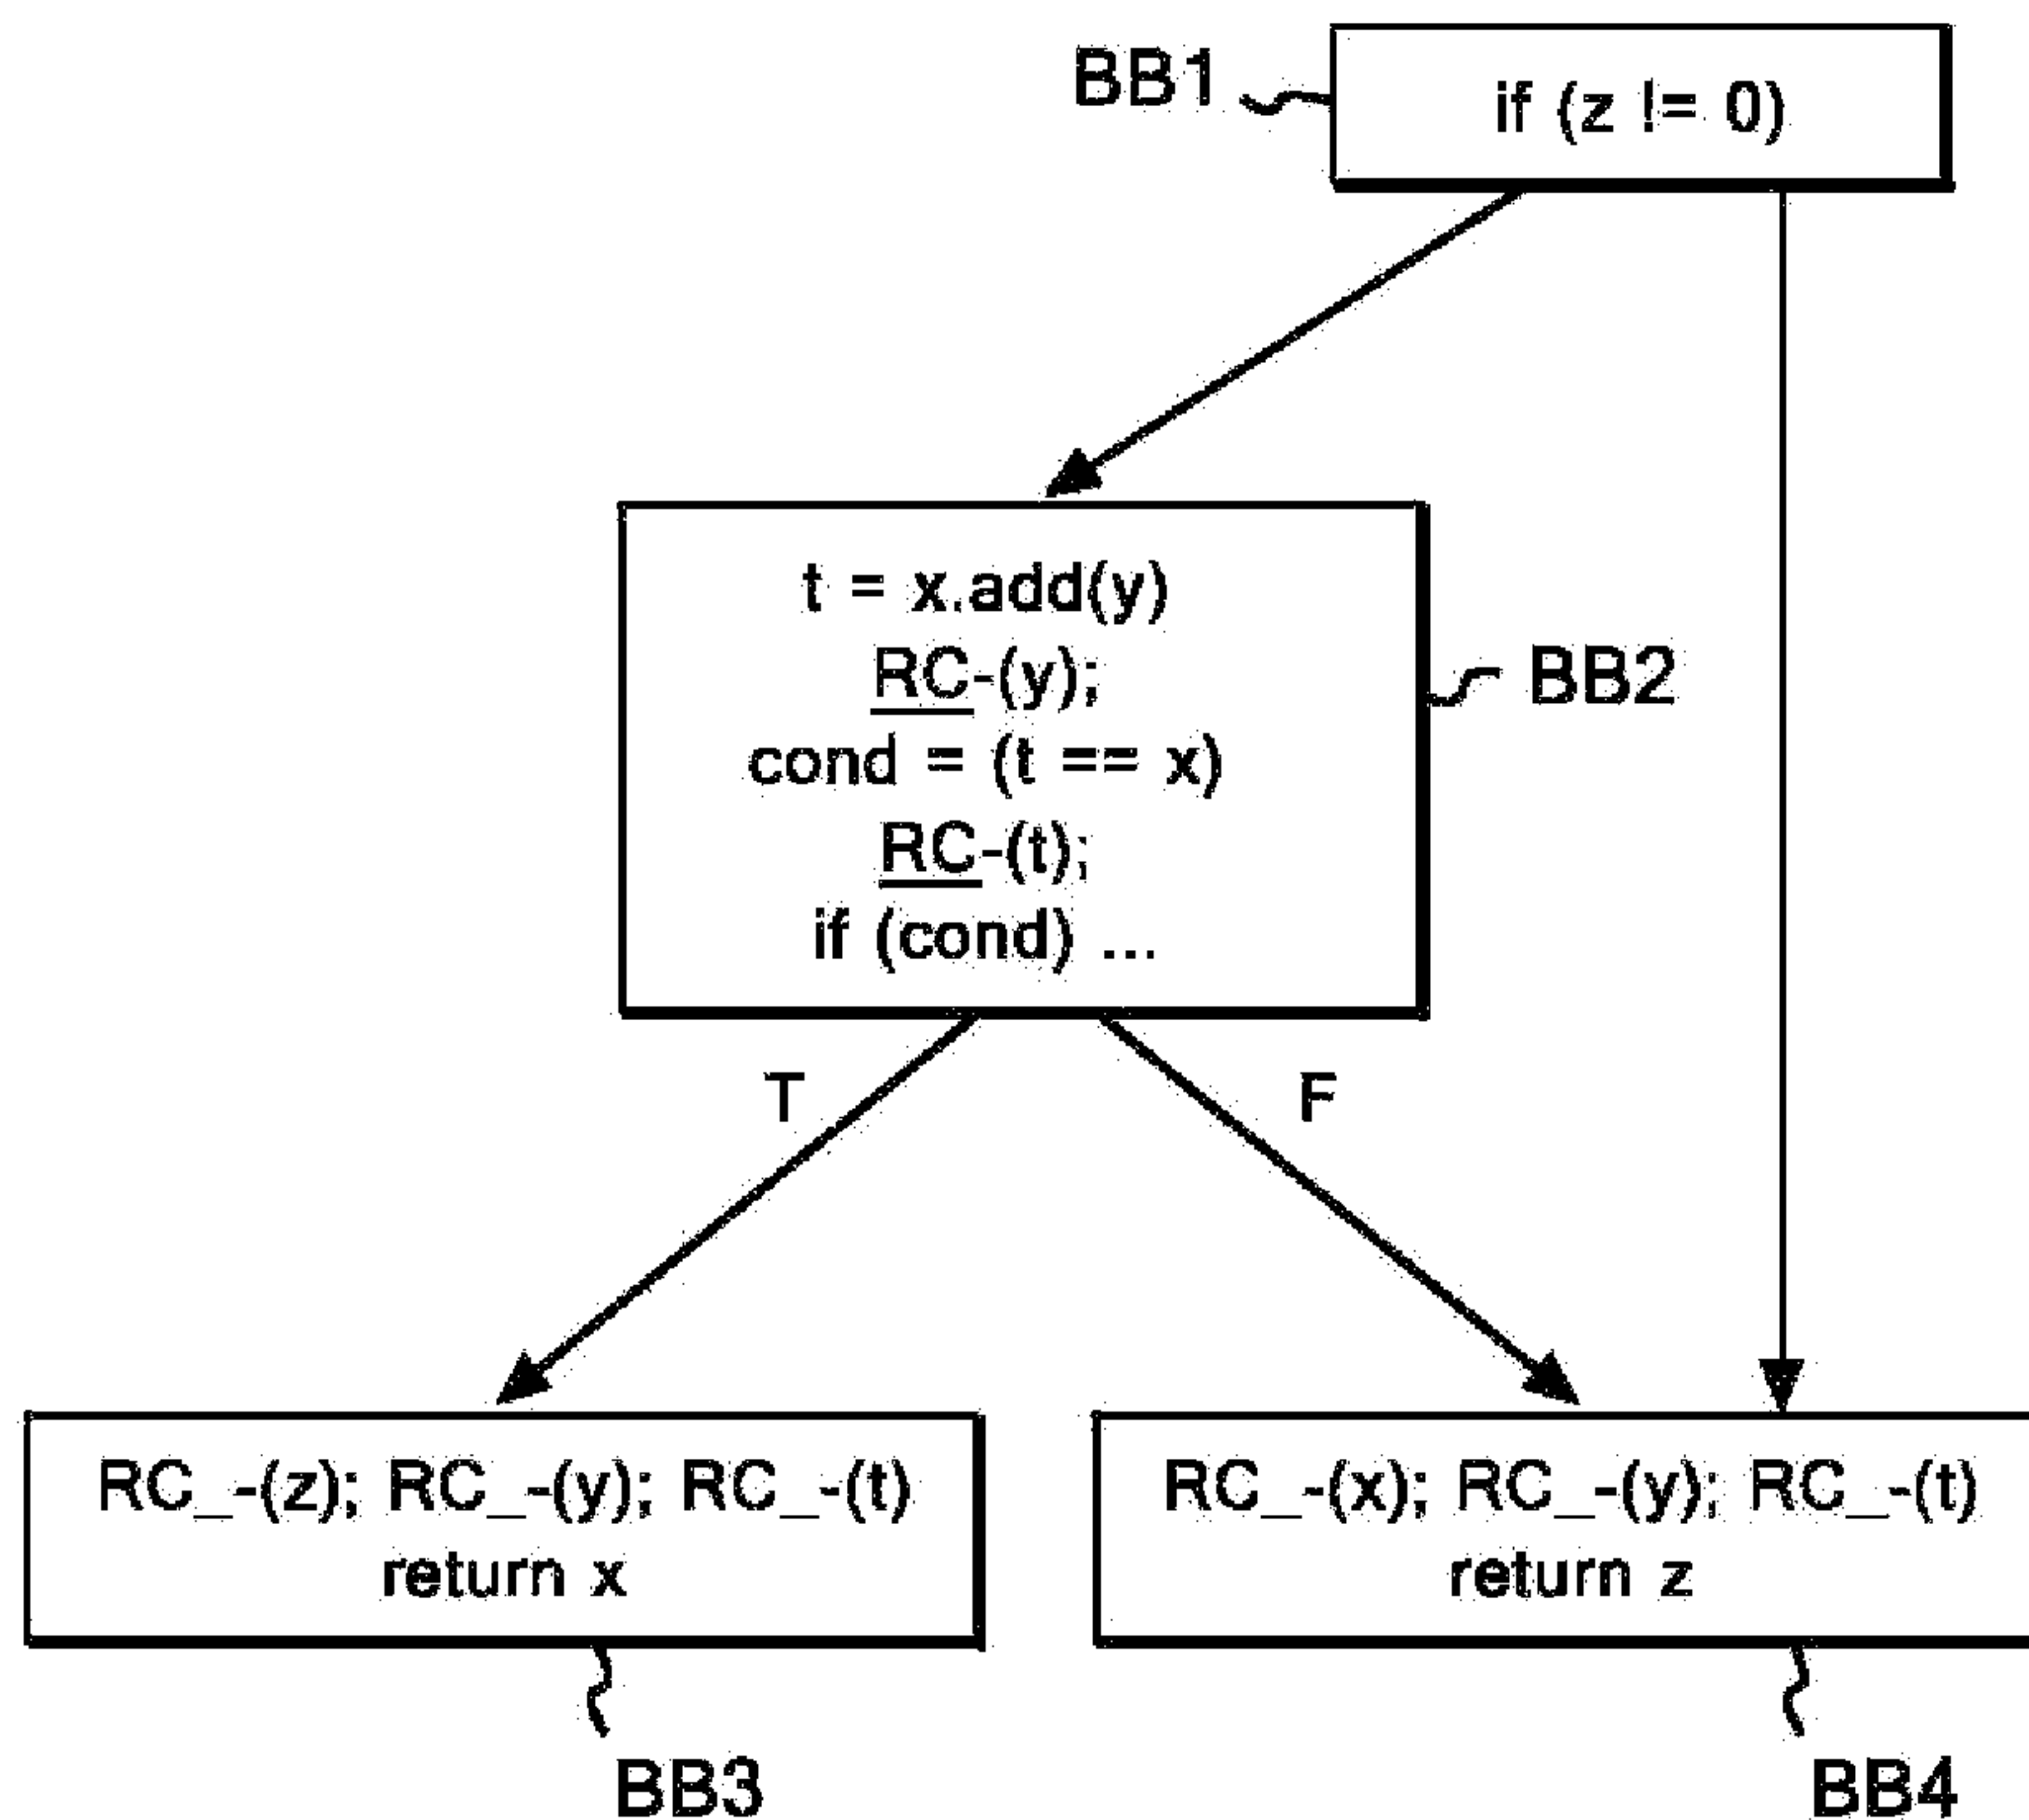 BB1
if (z != 0)
t = x.add(y)
RC-(y);
BB2
cond = (t == x)
RC-(t);
if (cond) ...
T
F
RC_-(z); RC_-(y); RC_-(t)
return x
RC_-(x); RC_-(y); RC_-(t)
return z
BB3
BB4